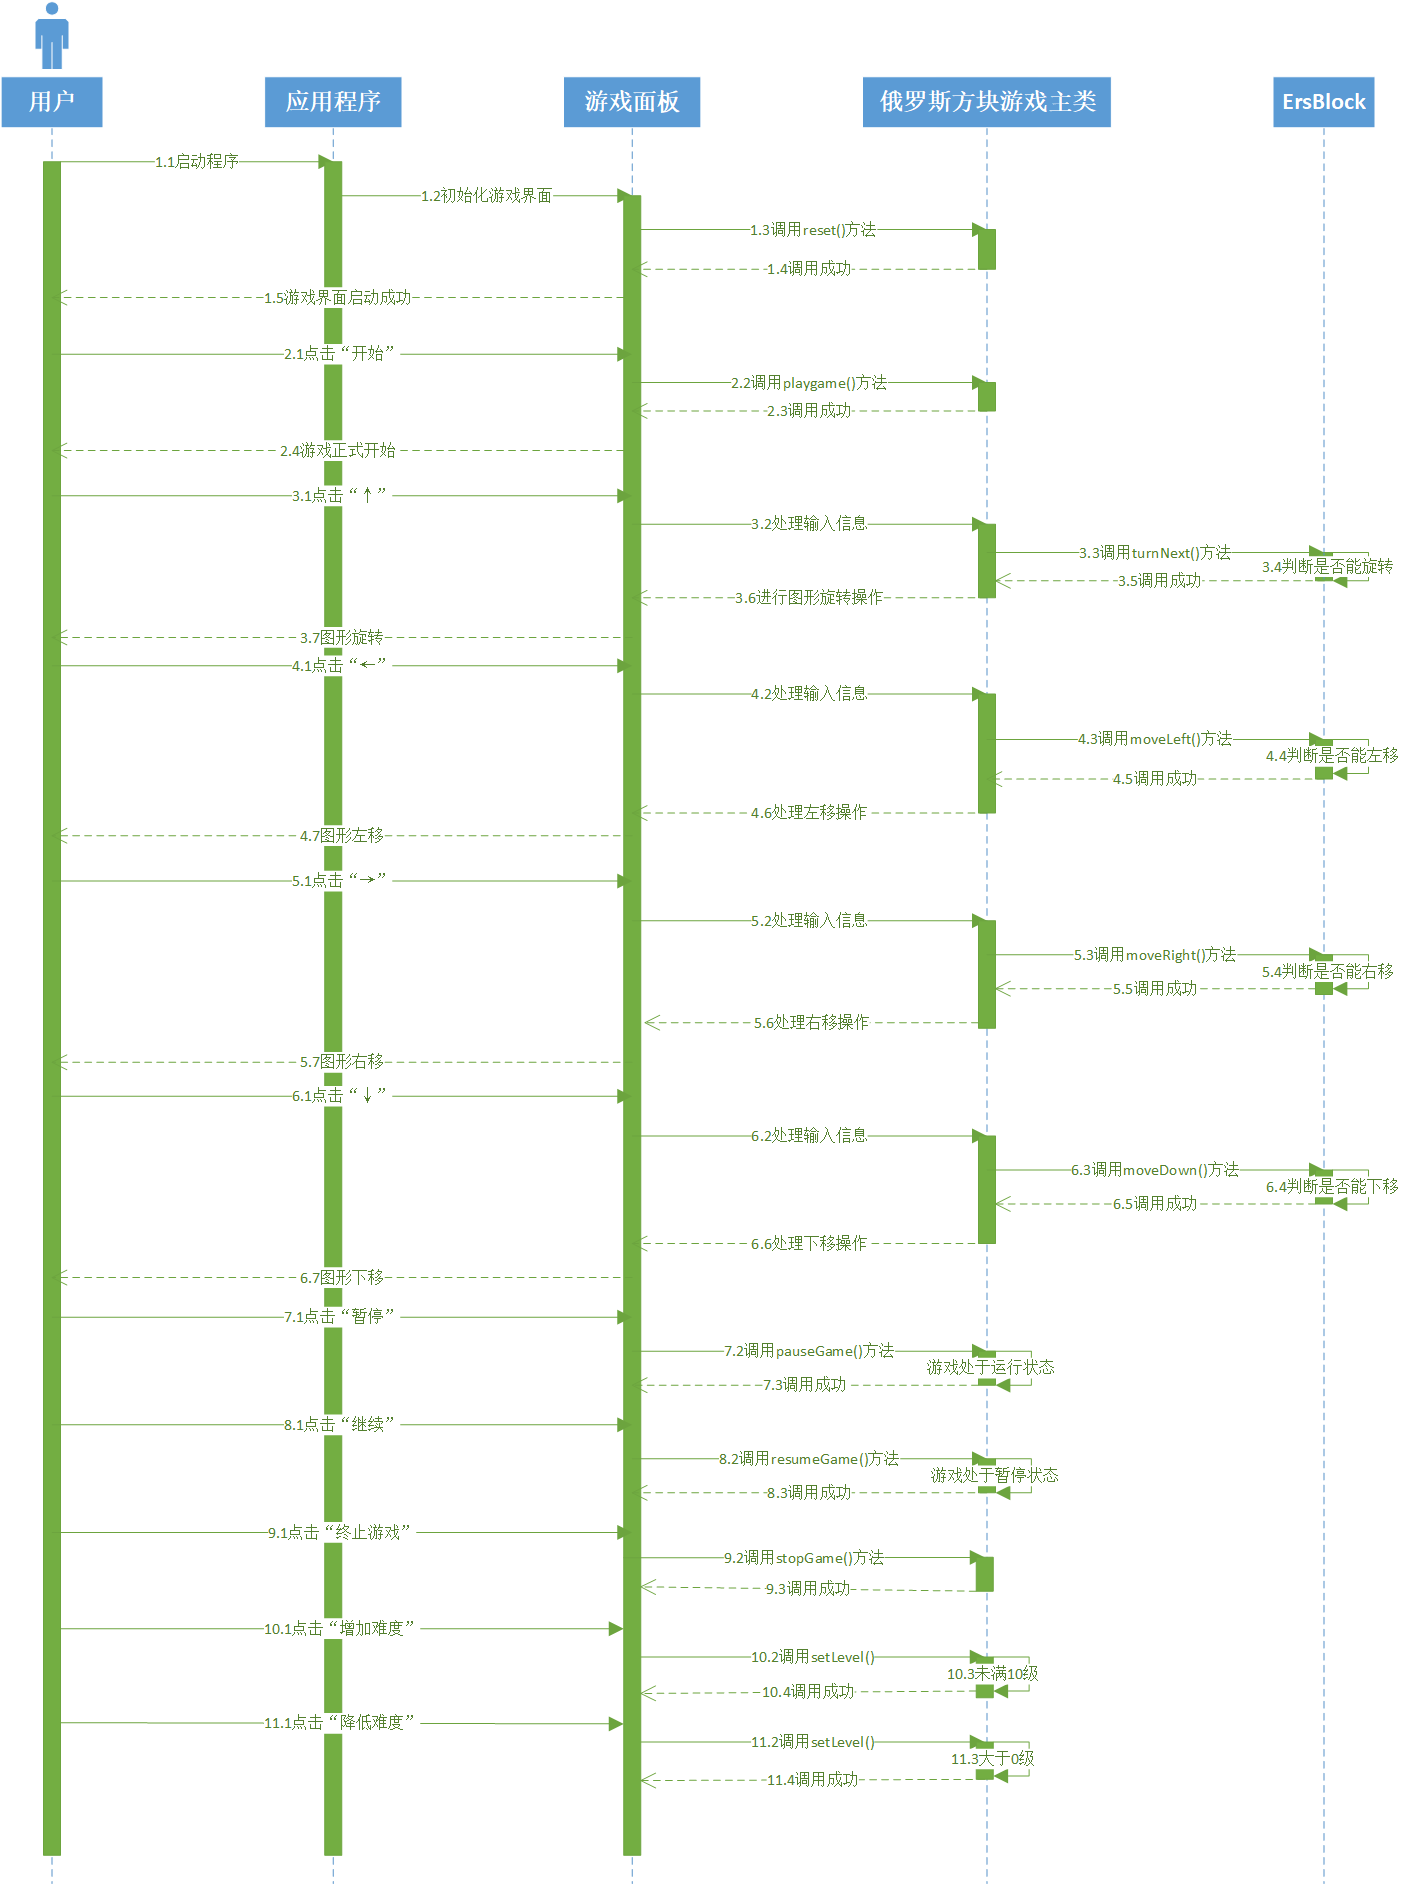 用户
应用程序
游戏面板
俄罗斯方块游戏主类
ErsBlock
1.1启动程序
1.2初始化游戏界面
1.3调用reset()方法
1.4调用成功
1.5游戏界面启动成功
2.1点击“开始”
2.2调用playgame()方法
2.3调用成功
2.4游戏正式开始
3.1点击“↑”
3.2处理输入信息
3.3调用turnNext()方法
3.4判断是否能旋转
3.5调用成功
3.6进行图形旋转操作
3.7图形旋转
4.1点击“←”
4.2处理输入信息
4.3调用moveLeft()方法
4.4判断是否能左移
4.5调用成功
4.6处理左移操作
4.7图形左移
5.1点击“→”
5.2处理输入信息
5.3调用moveRight()方法
5.4判断是否能右移
5.5调用成功
5.6处理右移操作
5.7图形右移
6.1点击“↓”
6.2处理输入信息
6.3调用moveDown()方法
6.4判断是否能下移
6.5调用成功
6.6处理下移操作
6.7图形下移
7.1点击“暂停”
7.2调用pauseGame()方法
游戏处于运行状态
7.3调用成功
8.1点击“继续”
8.2调用resumeGame()方法
游戏处于暂停状态
8.3调用成功
9.1点击“终止游戏”
9.2调用stopGame()方法
9.3调用成功
10.1点击“增加难度”
10.2调用setLevel()
10.3未满10级
10.4调用成功
11.1点击“降低难度”
11.2调用setLevel()
11.3大于0级
11.4调用成功